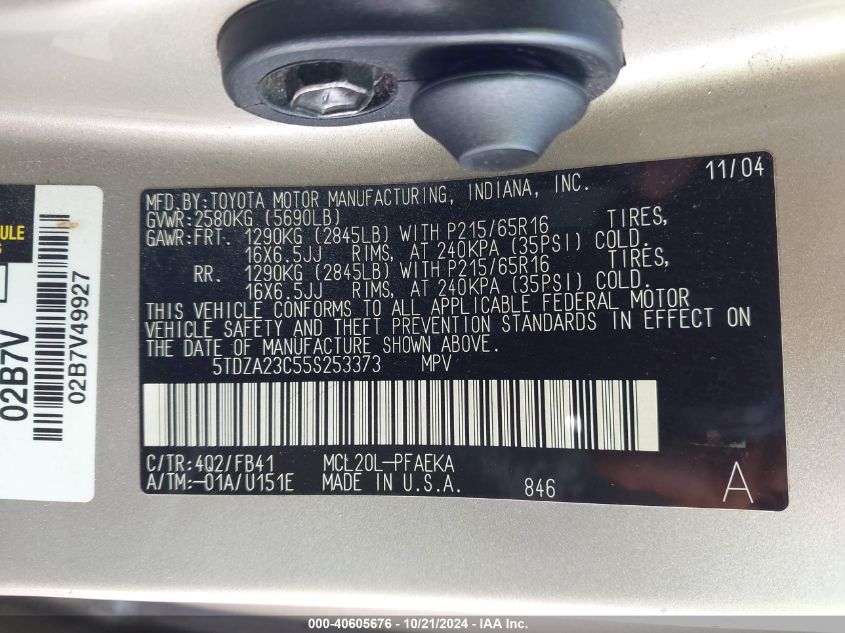 MFD.BY:TOYOTA MOTOR MANUFACTURING, INDIANA, INC. 11/04
GVWR:2580KG (5690LB)
GAWR:FRT. 1290KG (2845LB) WITH P215/65R16 TIRES,
16X6.5JJ RIMS, AT 240KPA (35PSI) COLD.
RR. 1290KG (2845LB) WITH P215/65R16 TIRES,
16X6.5JJ RIMS, AT 240KPA (35PSI) COLD.
THIS VEHICLE CONFORMS TO ALL APPLICABLE FEDERAL MOTOR
VEHICLE SAFETY AND THEFT PREVENTION STANDARDS IN EFFECT ON
THE DATE OF MANUFACTURE SHOWN ABOVE.
5TDZA23C55S253373 MPV
C/TR:4Q2/FB41 MCL20L-PFAEKA
A/TM:-01A/U151E MADE IN U.S.A. 846 A
02B7V
02B7V49927
000-40605676 - 10/21/2024 - IAA Inc.